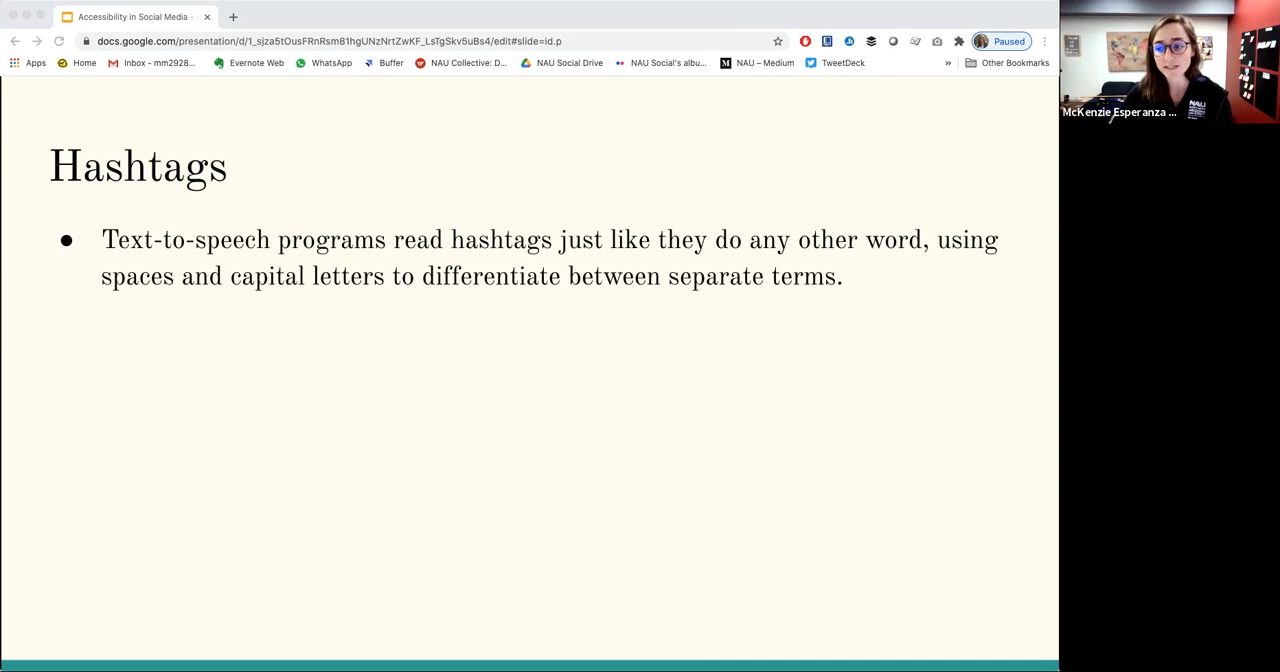 Accessibility in Social Media -
docs.google.com/presentation/d/1_sjza5tOusFRnRsm81hgUNzNrtZwKF_LsTgSkv5uBs4/edit#slide=id.p
Paused
Apps Home Inbox - mm2928... Evernote Web WhatsApp Buffer NAU Collective: D... NAU Social Drive NAU Social's albu... NAU – Medium TweetDeck » Other Bookmarks
McKenzie Esperanza ...
NAU
Hashtags
● Text-to-speech programs read hashtags just like they do any other word, using
spaces and capital letters to differentiate between separate terms.